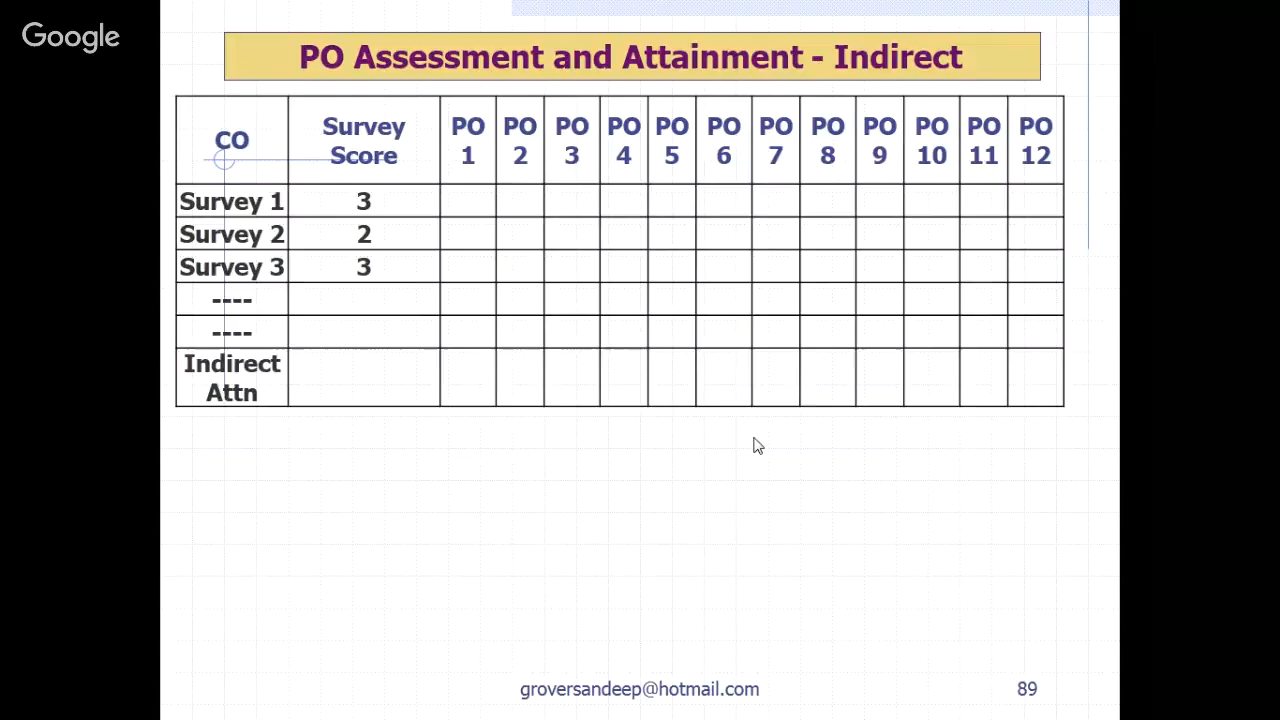 Google
PO Assessment and Attainment - Indirect
CO Survey Score PO 1 PO 2 PO 3 PO 4 PO 5 PO 6 PO 7 PO 8 PO 9 PO 10 PO 11 PO 12
Survey 1 3
Survey 2 2
Survey 3 3
----
----
Indirect
Attn
groversandeep@hotmail.com 89